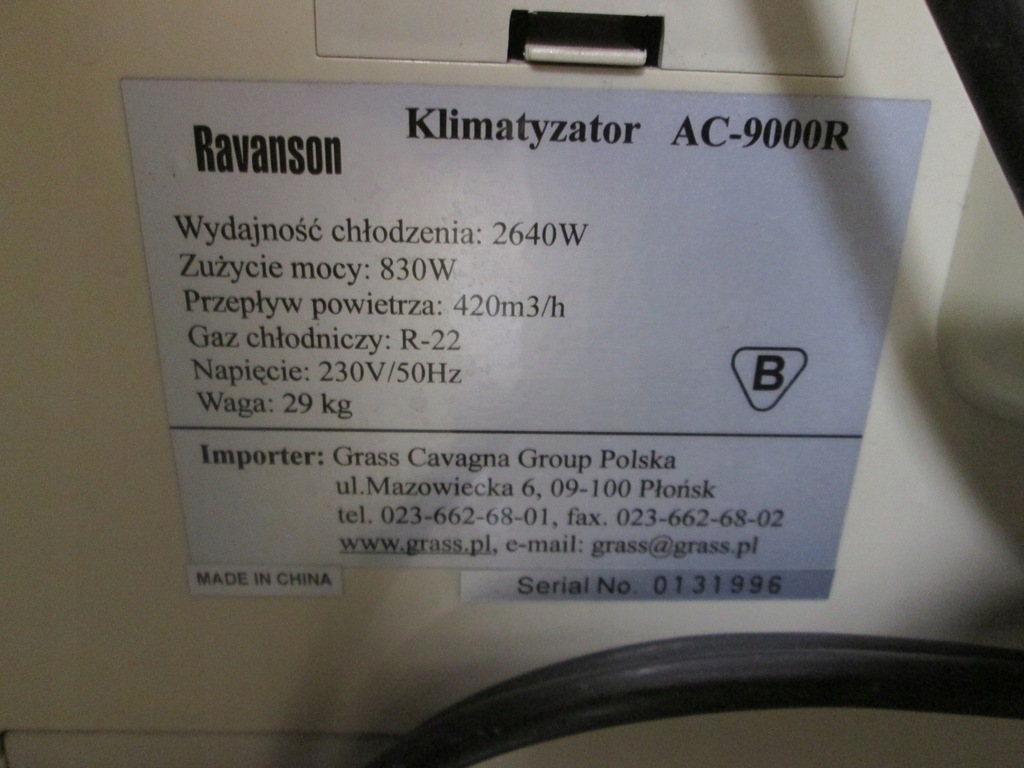 Ravanson Klimatyzator AC-9000R
Wydajność chłodzenia: 2640W
Zużycie mocy: 830W
Przepływ powietrza: 420m3/h
Gaz chłodniczy: R-22
Napięcie: 230V/50Hz
Waga: 29 kg
B
Importer: Grass Cavagna Group Polska
ul.Mazowiecka 6, 09-100 Płońsk
tel. 023-662-68-01, fax. 023-662-68-02
www.grass.pl, e-mail: grass@grass.pl
MADE IN CHINA
Serial No. 0131996